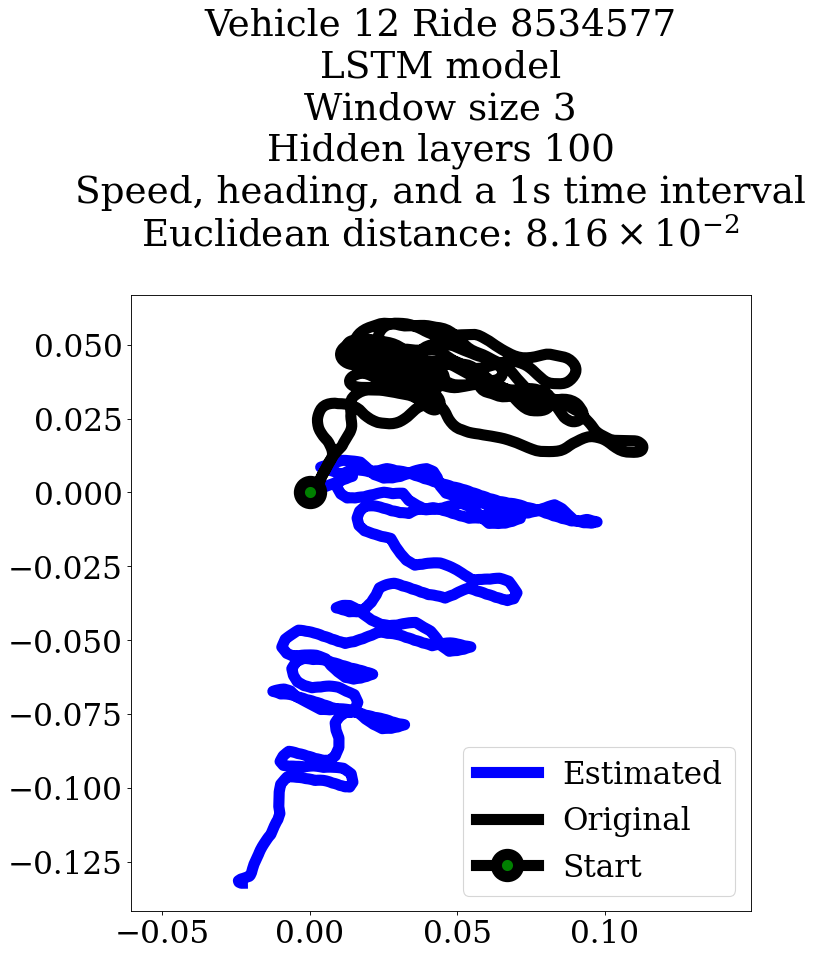 Vehicle 12 Ride 8534577
LSTM model
Window size 3
Hidden layers 100
Speed, heading, and a 1s time interval
Euclidean distance: 8.16 × 10⁻²
0.050
0.025
0.000
−0.025
−0.050
−0.075
−0.100
−0.125
Estimated
Original
Start
−0.05 0.00 0.05 0.10